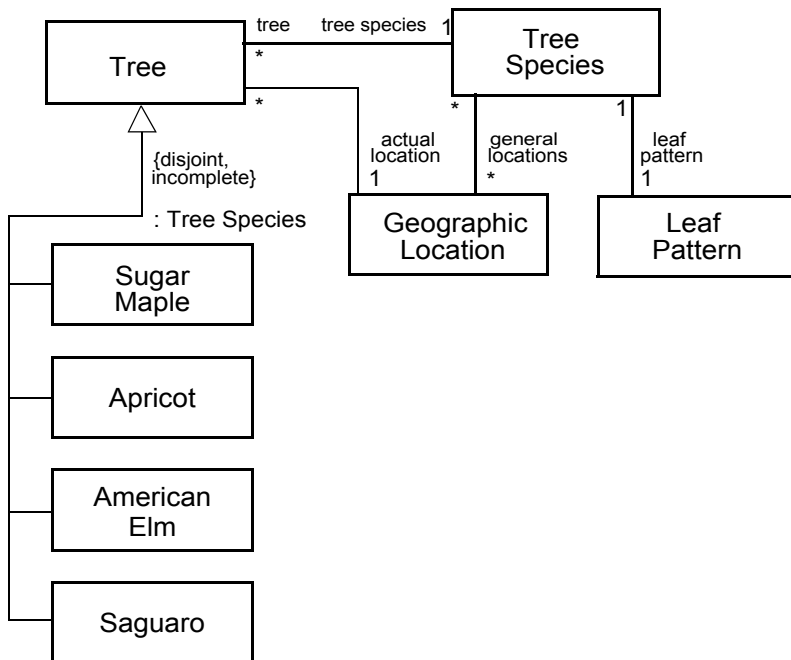 tree tree species 1
*
Tree
Tree
Species
*
*
1
{disjoint,
incomplete}
actual
location
1
general
locations
*
leaf
pattern
1
: Tree Species
Geographic
Location
Leaf
Pattern
Sugar
Maple
Apricot
American
Elm
Saguaro